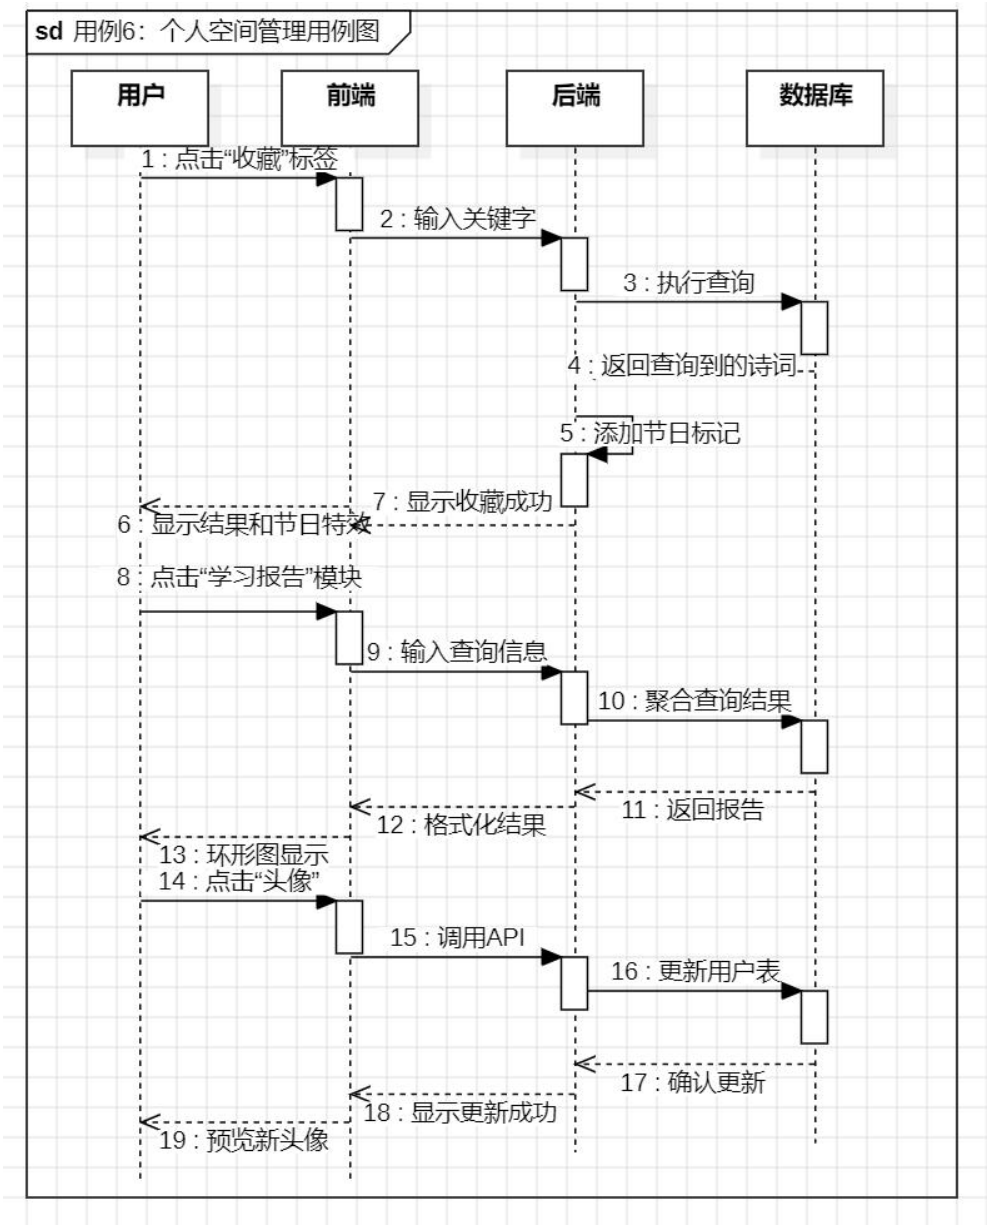 sd 用例6：个人空间管理用例图
用户
前端
后端
数据库
1 : 点击“收藏”标签
2 : 输入关键字
3 : 执行查询
4 : 返回查询到的诗词
5 : 添加节日标记
7 : 显示收藏成功
6 : 显示结果和节日特效
8 : 点击“学习报告”模块
9 : 输入查询信息
10 : 聚合查询结果
11 : 返回报告
12 : 格式化结果
13 : 环形图显示
14 : 点击“头像”
15 : 调用API
16 : 更新用户表
17 : 确认更新
18 : 显示更新成功
19 : 预览新头像